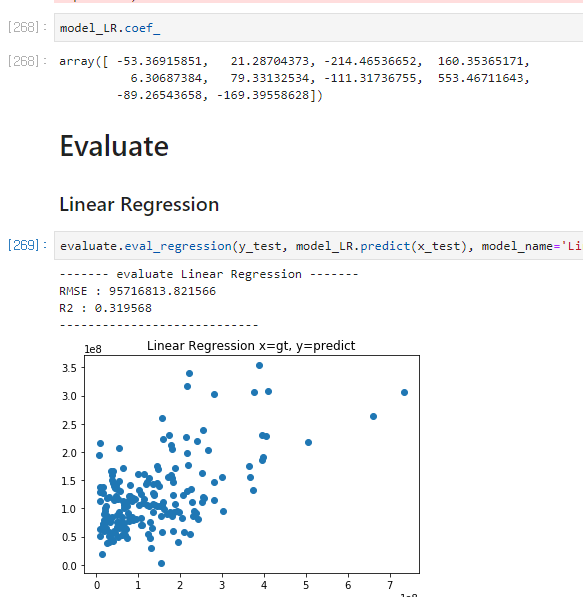 [268]: model_LR.coef_
[268]: array([ -53.36915851,   21.28704373, -214.46536652,  160.35365171,
6.30687384,   79.33132534, -111.31736755,  553.46711643,
-89.26543658, -169.39558628])
Evaluate
Linear Regression
[269]: evaluate.eval_regression(y_test, model_LR.predict(x_test), model_name='Li
------- evaluate Linear Regression -------
RMSE : 95716813.821566
R2 : 0.319568
---------------------------
1e8 Linear Regression x=gt, y=predict
3.5
3.0
2.5
2.0
1.5
1.0
0.5
0.0
0 1 2 3 4 5 6 7